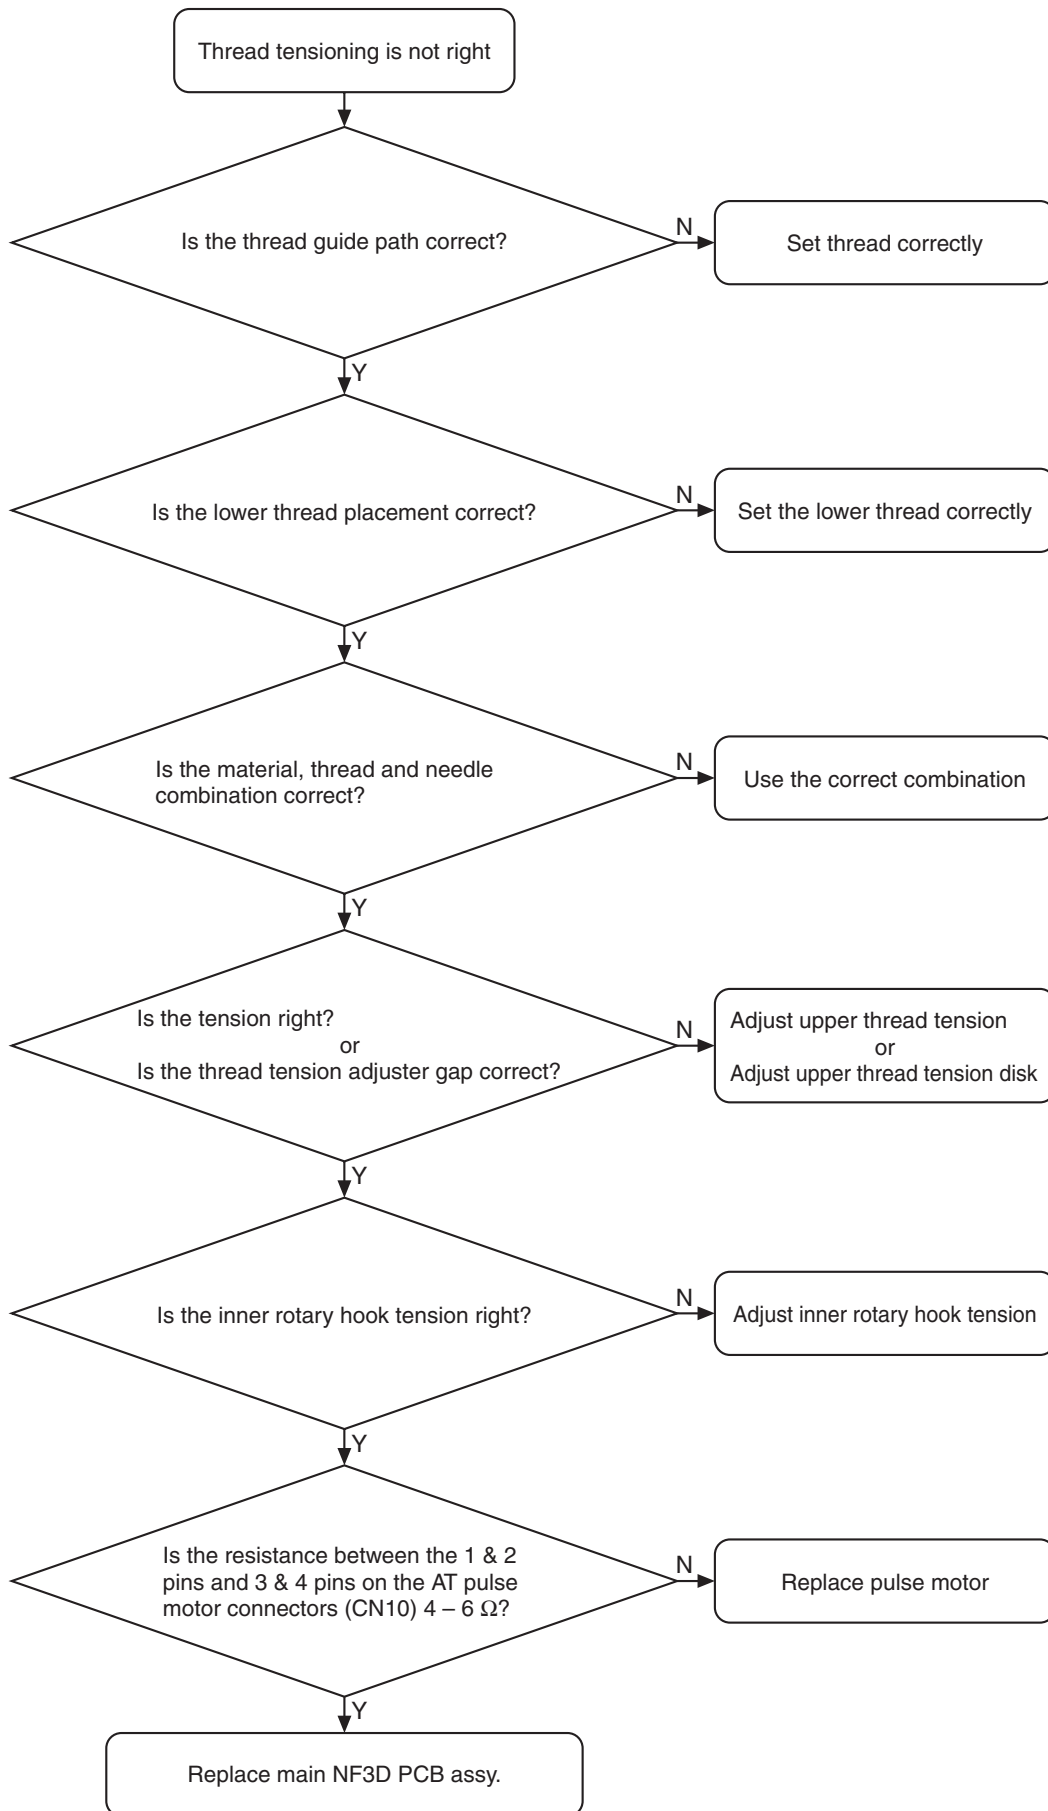 Thread tensioning is not right
Is the thread guide path correct?
N
Set thread correctly
Y
Is the lower thread placement correct?
N
Set the lower thread correctly
Y
Is the material, thread and needle
combination correct?
N
Use the correct combination
Y
Is the tension right?
or
Is the thread tension adjuster gap correct?
N
Adjust upper thread tension
or
Adjust upper thread tension disk
Y
Is the inner rotary hook tension right?
N
Adjust inner rotary hook tension
Y
Is the resistance between the 1 & 2
pins and 3 & 4 pins on the AT pulse
motor connectors (CN10) 4 – 6 Ω?
N
Replace pulse motor
Y
Replace main NF3D PCB assy.